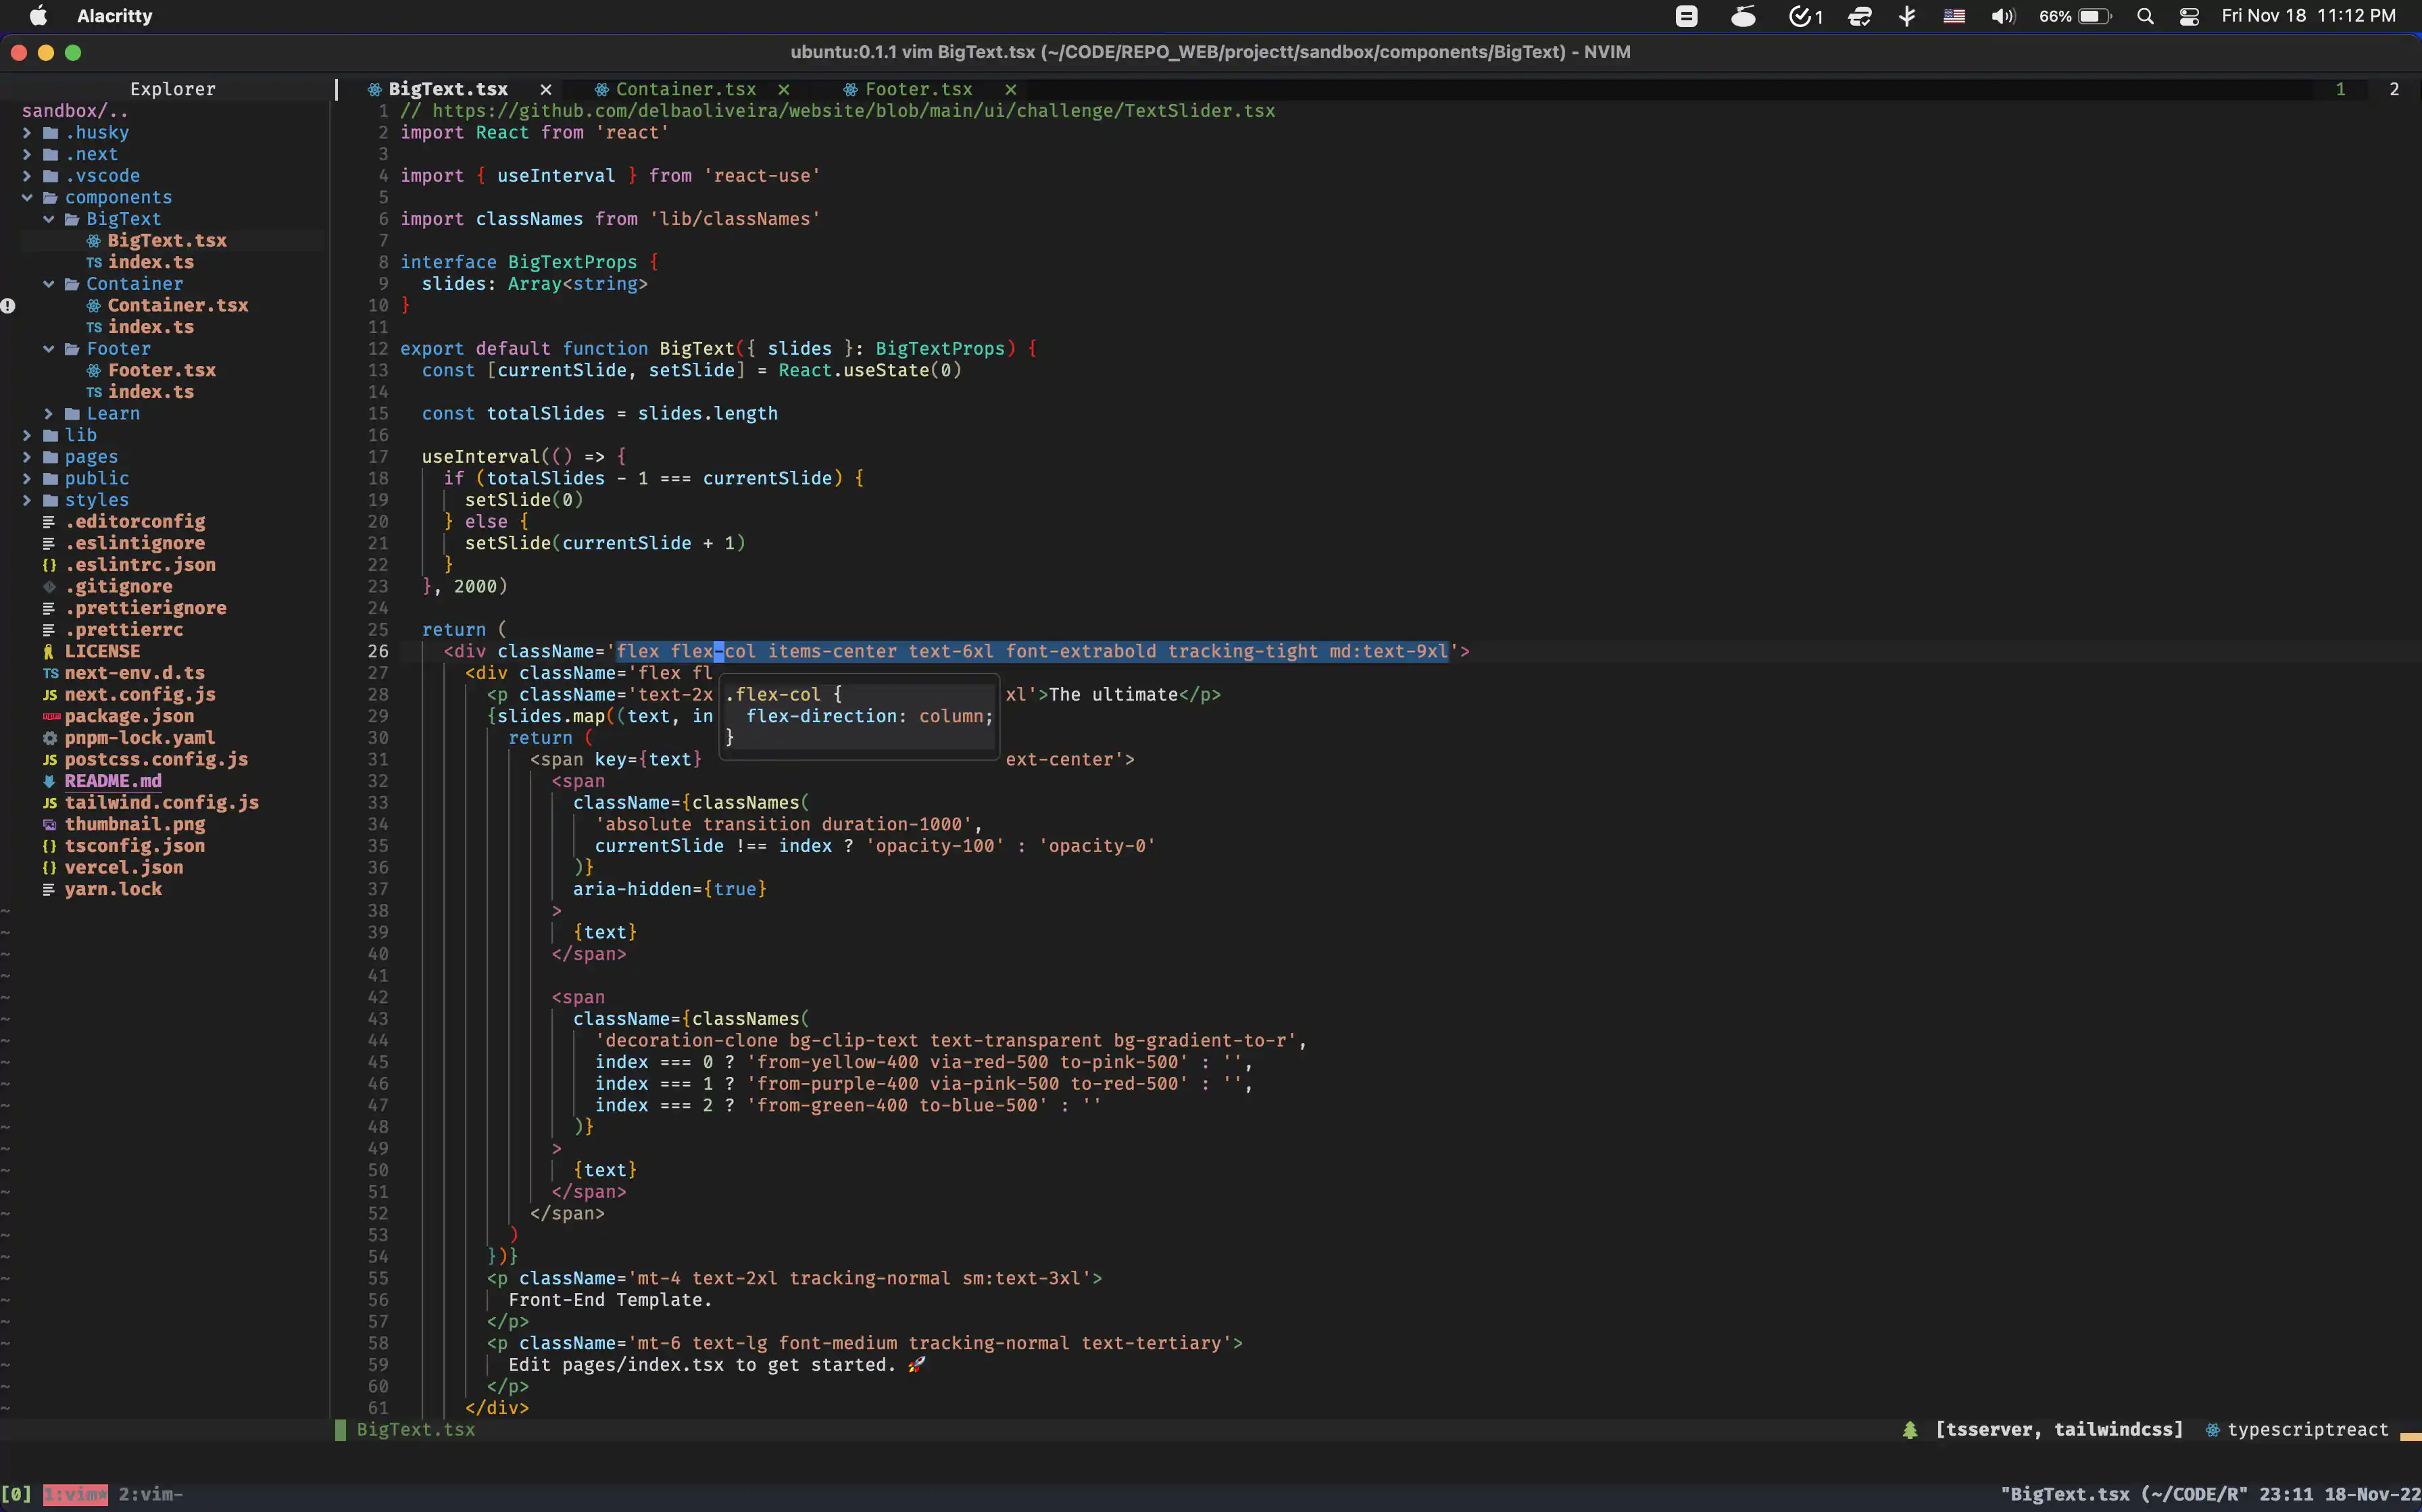 Alacritty
1
66%
Fri Nov 18 11:12 PM
ubuntu:0.1.1 vim BigText.tsx (~/CODE/REPO_WEB/projectt/sandbox/components/BigText) - NVIM
Explorer
BigText.tsx ×
Container.tsx ×
Footer.tsx ×
1 2
sandbox/..
.husky
.next
.vscode
components
BigText
BigText.tsx
TS index.ts
Container
Container.tsx
TS index.ts
Footer
Footer.tsx
TS index.ts
Learn
lib
pages
public
styles
.editorconfig
.eslintignore
{} .eslintrc.json
.gitignore
.prettierignore
.prettierrc
LICENSE
TS next-env.d.ts
JS next.config.js
package.json
pnpm-lock.yaml
JS postcss.config.js
README.md
JS tailwind.config.js
thumbnail.png
{} tsconfig.json
{} vercel.json
yarn.lock
1 // https://github.com/delbaoliveira/website/blob/main/ui/challenge/TextSlider.tsx
2 import React from 'react'
3
4 import { useInterval } from 'react-use'
5
6 import classNames from 'lib/classNames'
7
8 interface BigTextProps {
9   slides: Array<string>
10 }
11
12 export default function BigText({ slides }: BigTextProps) {
13   const [currentSlide, setSlide] = React.useState(0)
14
15   const totalSlides = slides.length
16
17   useInterval(() => {
18     if (totalSlides - 1 === currentSlide) {
19       setSlide(0)
20     } else {
21       setSlide(currentSlide + 1)
22     }
23   }, 2000)
24
25   return (
26     <div className='flex flex-col items-center text-6xl font-extrabold tracking-tight md:text-9xl'>
27       <div className='flex fl
28         <p className='text-2x .flex-col { xl'>The ultimate</p>
29         {slides.map((text, in flex-direction: column;
30           return ( }
31             <span key={text} ext-center'>
32               <span
33                 className={classNames(
34                   'absolute transition duration-1000',
35                   currentSlide !== index ? 'opacity-100' : 'opacity-0'
36                 )}
37                 aria-hidden={true}
38               >
39                 {text}
40               </span>
41
42               <span
43                 className={classNames(
44                   'decoration-clone bg-clip-text text-transparent bg-gradient-to-r',
45                   index === 0 ? 'from-yellow-400 via-red-500 to-pink-500' : '',
46                   index === 1 ? 'from-purple-400 via-pink-500 to-red-500' : '',
47                   index === 2 ? 'from-green-400 to-blue-500' : ''
48                 )}
49               >
50                 {text}
51               </span>
52             </span>
53           )
54         })}
55         <p className='mt-4 text-2xl tracking-normal sm:text-3xl'>
56           Front-End Template.
57         </p>
58         <p className='mt-6 text-lg font-medium tracking-normal text-tertiary'>
59           Edit pages/index.tsx to get started. 🚀
60         </p>
61       </div>
BigText.tsx
[tsserver, tailwindcss] typescriptreact
[0] 1:vim* 2:vim-
"BigText.tsx (~/CODE/R" 23:11 18-Nov-22